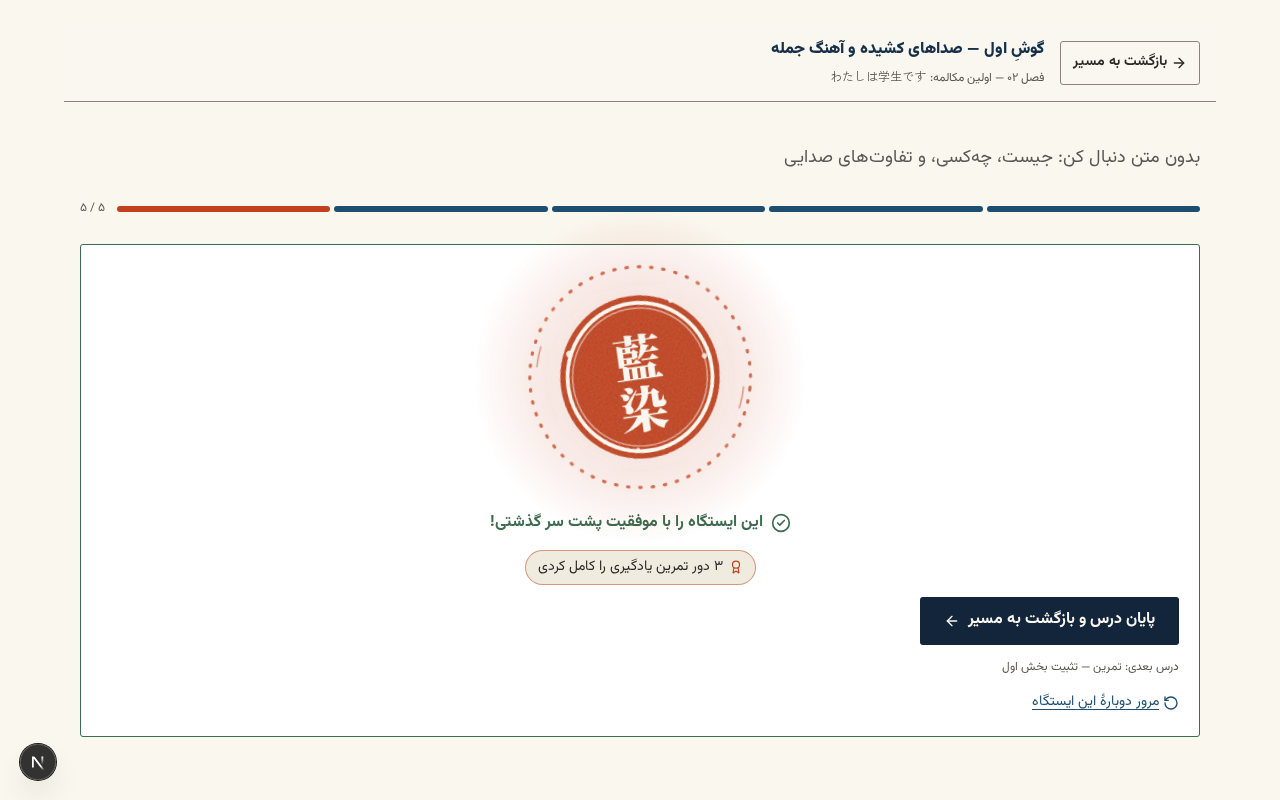 بازگشت به مسیر
گوشِ اول — صداهای کشیده و آهنگ جمله
فصل ۰۲ — اولین مکالمه: わたしは学生です
بدون متن دنبال کن: جیست، چه‌کسی، و تفاوت‌های صدایی
۵ / ۵
藍
染
این ایستگاه را با موفقیت پشت سر گذشتی!
۳ دور تمرین یادگیری را کامل کردی
پایان درس و بازگشت به مسیر
درس بعدی: تمرین — تثبیت بخش اول
مرور دوبارهٔ این ایستگاه
N